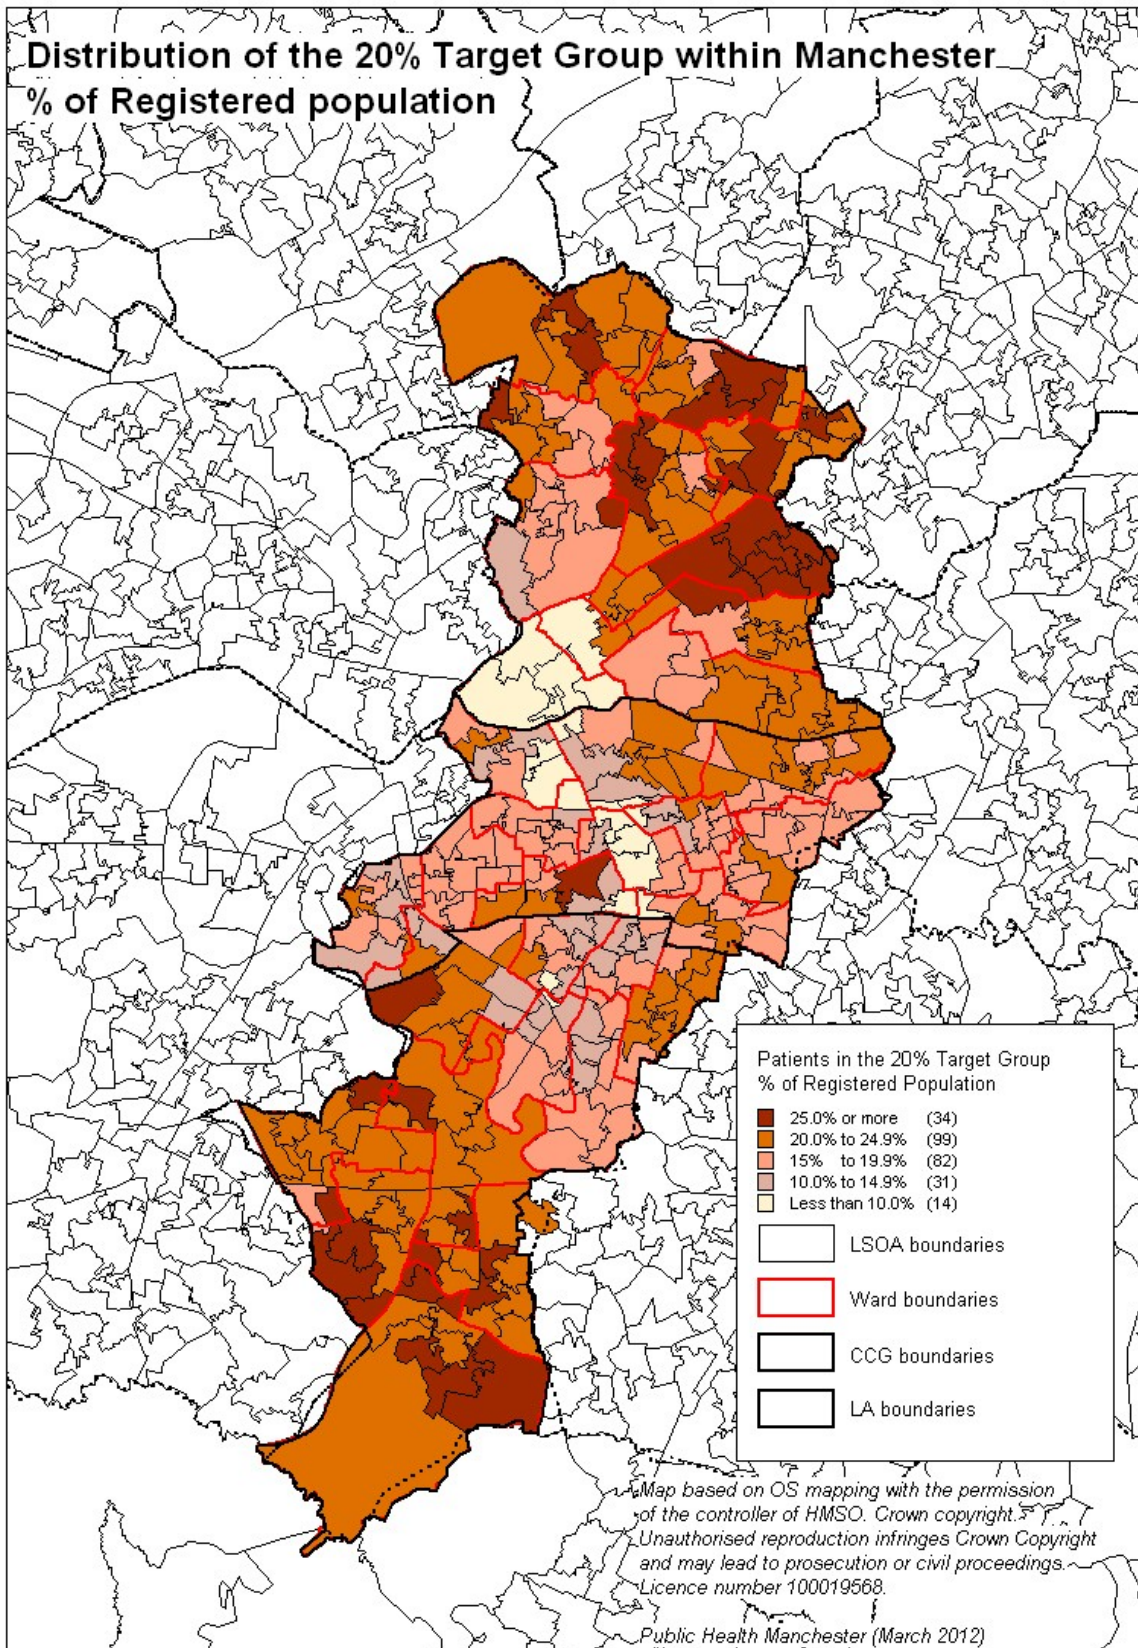 Distribution of the 20% Target Group within Manchester
% of Registered population
Patients in the 20% Target Group
% of Registered Population
25.0% or more (34)
20.0% to 24.9% (99)
15% to 19.9% (82)
10.0% to 14.9% (31)
Less than 10.0% (14)
LSOA boundaries
Ward boundaries
CCG boundaries
LA boundaries
Map based on OS mapping with the permission
of the controller of HMSO. Crown copyright.
Unauthorised reproduction infringes Crown Copyright
and may lead to prosecution or civil proceedings.
Licence number 100019568.
Public Health Manchester (March 2012)